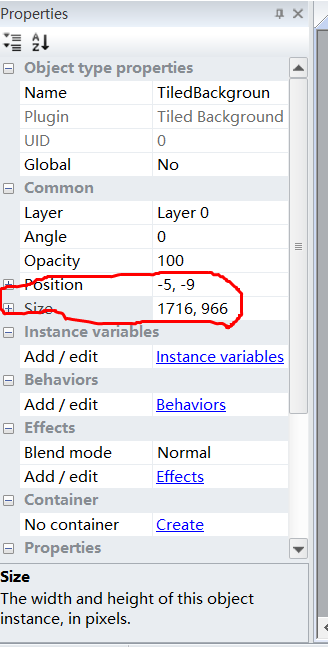 Properties
Object type properties
Name TiledBackgroun
Plugin Tiled Background
UID 0
Global No
Common
Layer Layer 0
Angle 0
Opacity 100
Position -5, -9
Size 1716, 966
Instance variables
Add / edit Instance variables
Behaviors
Add / edit Behaviors
Effects
Blend mode Normal
Add / edit Effects
Container
No container Create
Properties
Size
The width and height of this object
instance, in pixels.